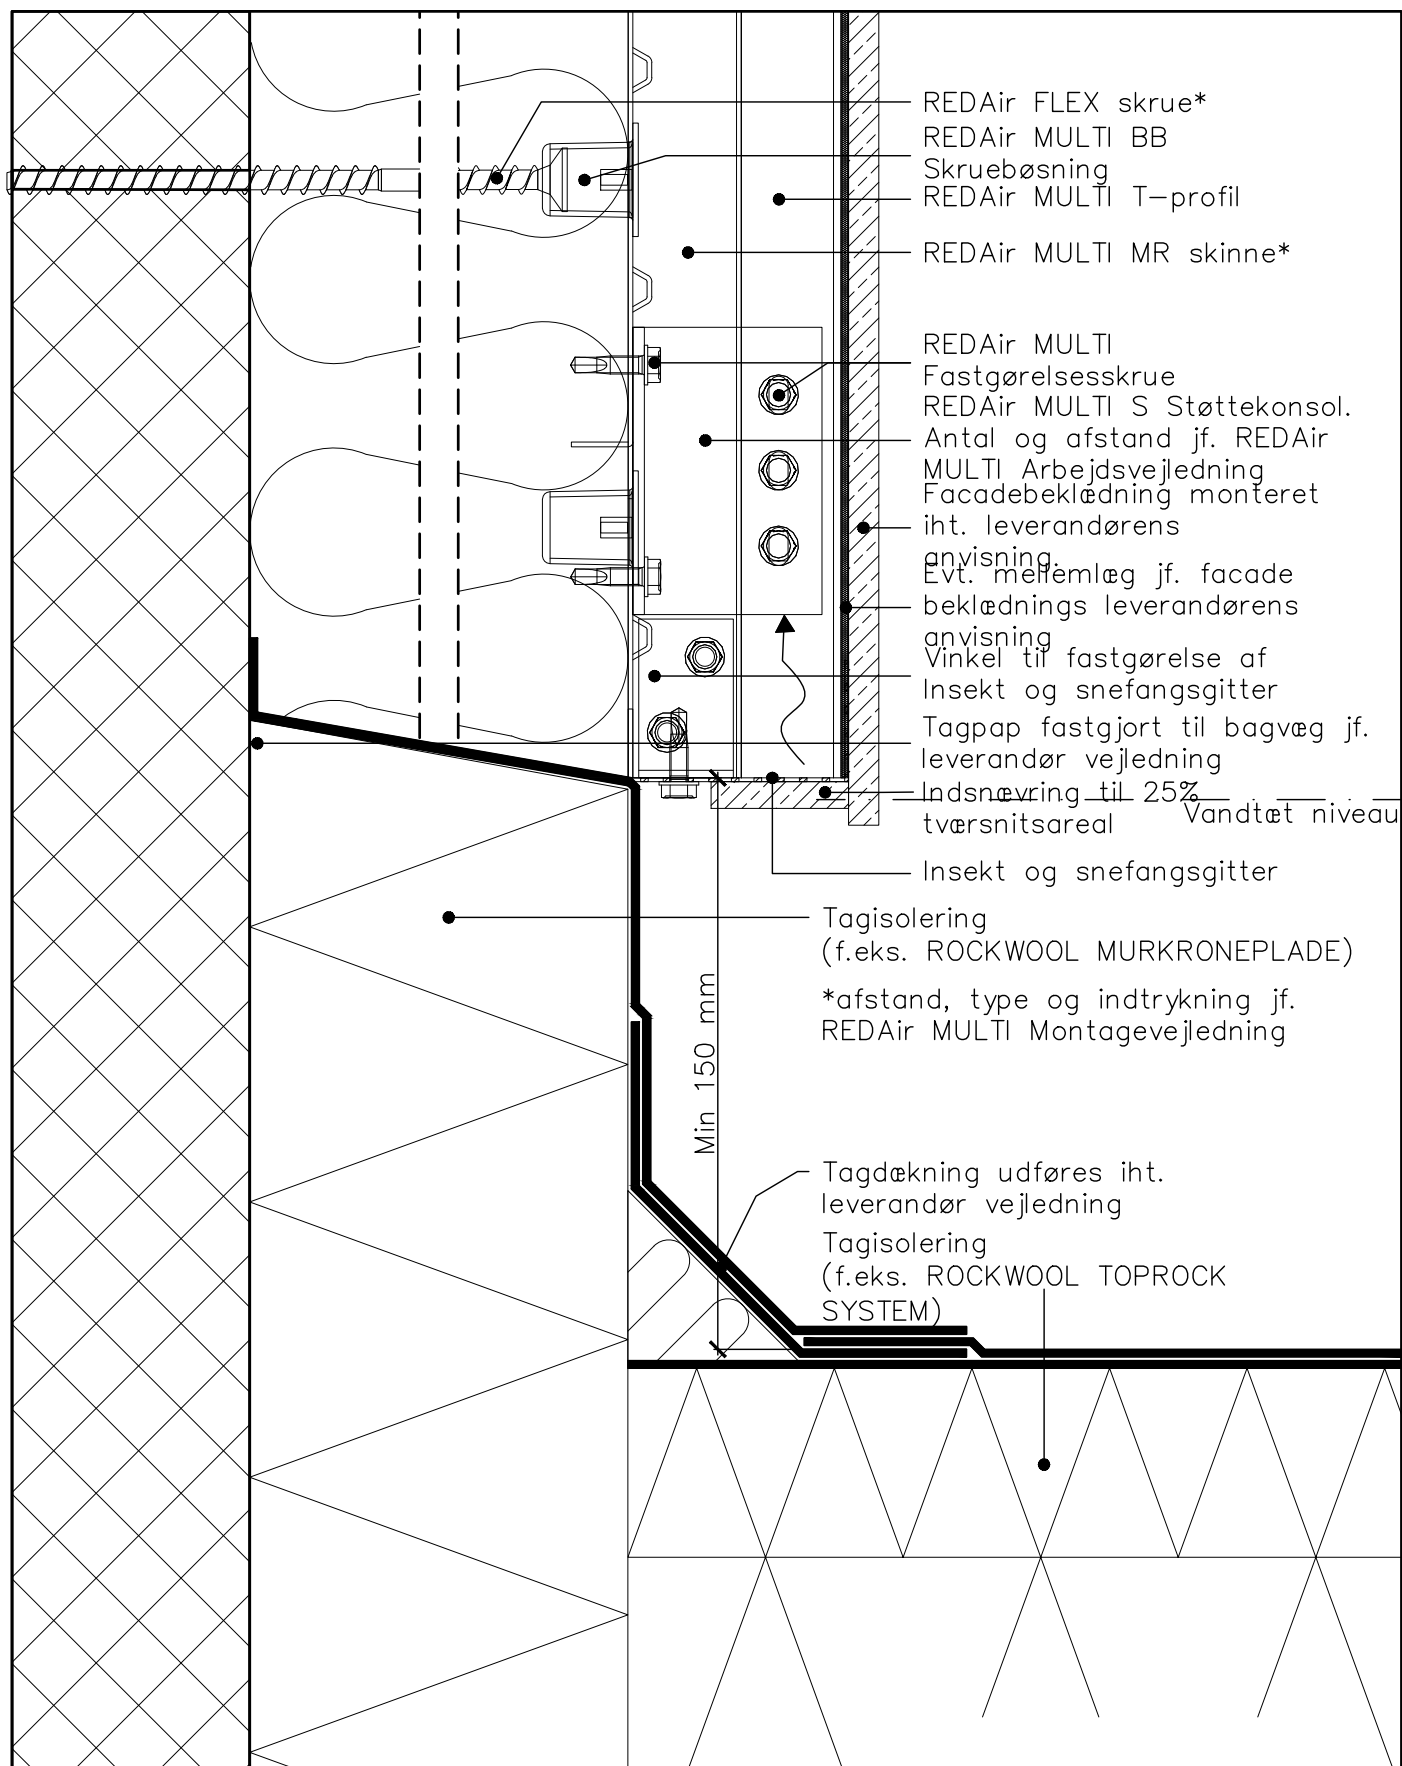 REDAir FLEX skrue*
REDAir MULTI BB
Skruebøsning
REDAir MULTI T-profil
REDAir MULTI MR skinne*
REDAir MULTI
Fastgørelsesskrue
REDAir MULTI S Støttekonsol.
Antal og afstand jf. REDAir
MULTI Arbejdsvejledning
Facadebeklædning monteret
iht. leverandørens
anvisning.
Evt. mellemlæg jf. facade
beklædnings leverandørens
anvisning
Vinkel til fastgørelse af
Insekt og snefangsgitter
Tagpap fastgjort til bagvæg jf.
leverandør vejledning
Indsnævring til 25%
tværsnitsareal
Vandtæt niveau
Insekt og snefangsgitter
Tagisolering
(f.eks. ROCKWOOL MURKRONEPLADE)
*afstand, type og indtrykning jf.
REDAir MULTI Montagevejledning
Min 150 mm
Tagdækning udføres iht.
leverandør vejledning
Tagisolering
(f.eks. ROCKWOOL TOPROCK
SYSTEM)